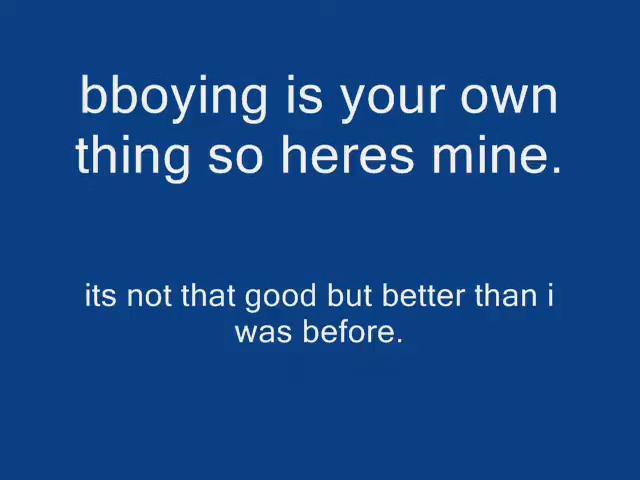 bboying is your own
thing so heres mine.
its not that good but better than i
was before.